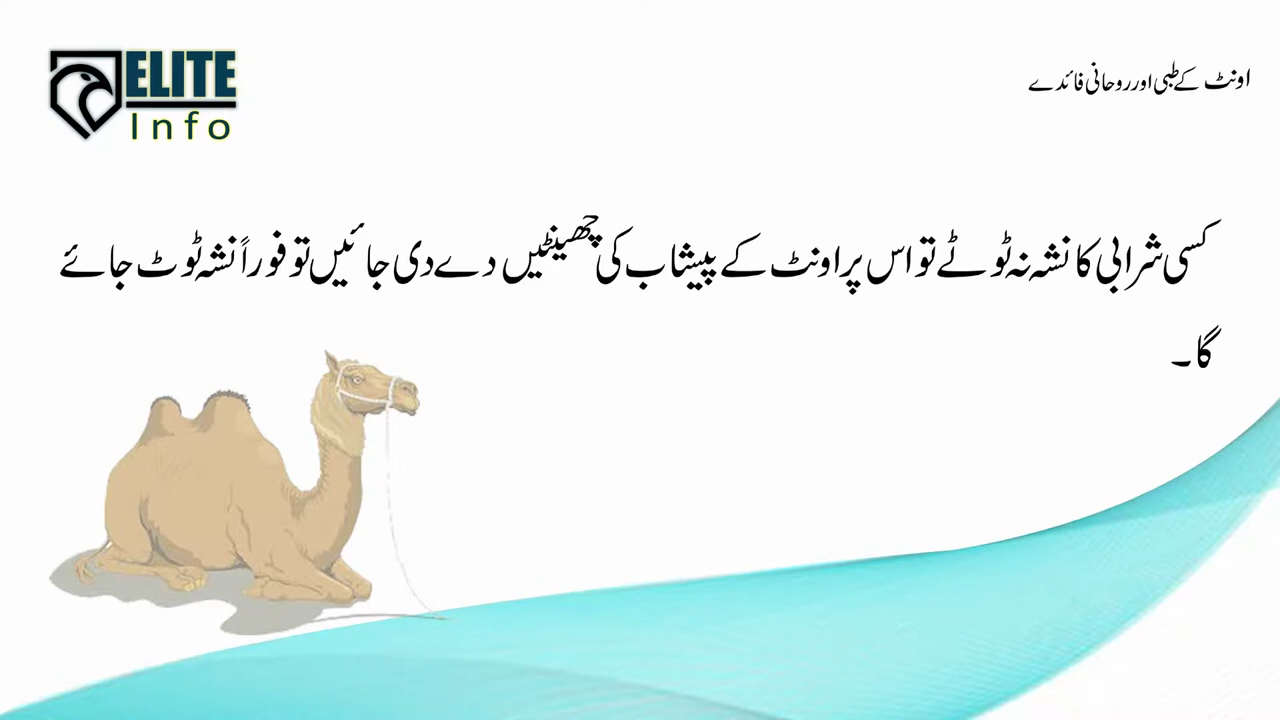 ELITE
Info
اونٹ کے طبی اور روحانی فائدے
کسی شرابی کا نشہ نہ ٹوٹے تو اس پر اونٹ کے پیشاب کی چھینٹیں دے دی جائیں تو فوراً نشہ ٹوٹ جائے
گا۔